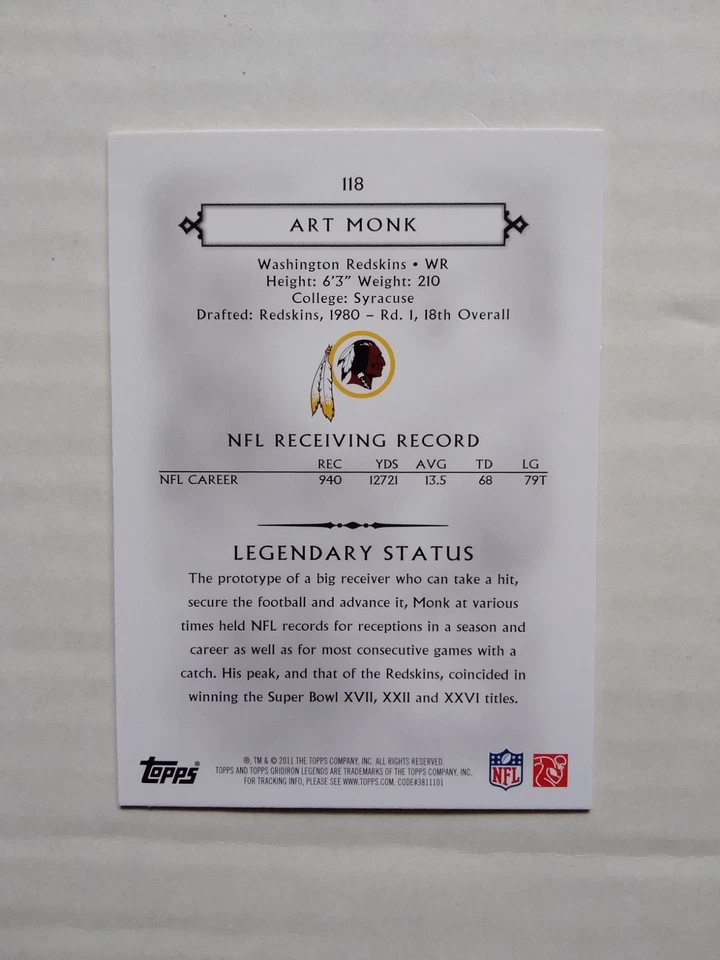 118
ART MONK
Washington Redskins • WR
Height: 6'3" Weight: 210
College: Syracuse
Drafted: Redskins, 1980 – Rd. 1, 18th Overall
NFL RECEIVING RECORD
REC YDS AVG TD LG
NFL CAREER 940 12721 13.5 68 79T
LEGENDARY STATUS
The prototype of a big receiver who can take a hit,
secure the football and advance it, Monk at various
times held NFL records for receptions in a season and
career as well as for most consecutive games with a
catch. His peak, and that of the Redskins, coincided in
winning the Super Bowl XVII, XXII and XXVI titles.
®, TM & © 2011 THE TOPPS COMPANY, INC. ALL RIGHTS RESERVED.
TOPPS AND TOPPS GRIDIRON LEGENDS ARE TRADEMARKS OF THE TOPPS COMPANY, INC.
FOR TRACKING INFO, PLEASE SEE WWW.TOPPS.COM. CODE#3811101
TOPPS®
NFL